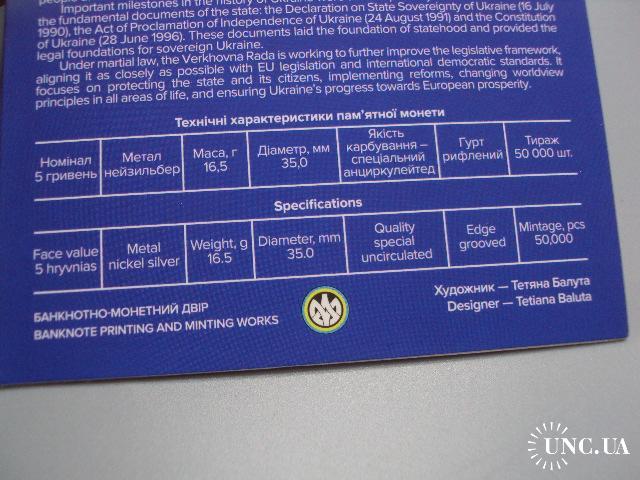 Important milestones in the history of
the fundamental documents of the state: the Declaration on State Sovereignty of Ukraine (16 July
1990), the Act of Proclamation of Independence of Ukraine (24 August 1991) and the Constitution
of Ukraine (28 June 1996). These documents laid the foundation of statehood and provided the
legal foundations for sovereign Ukraine.
Under martial law, the Verkhovna Rada is working to further improve the legislative framework,
aligning it as closely as possible with EU legislation and international democratic standards. It
focuses on protecting the state and its citizens, implementing reforms, changing worldview
principles in all areas of life, and ensuring Ukraine's progress towards European prosperity.
Технічні характеристики пам'ятної монети
Номінал
5 гривень
Метал
нейзильбер
Маса, г
16,5
Діаметр, мм
35,0
Якість
карбування –
спеціальний
анциркулейтед
Гурт
рифлений
Тираж
50 000 шт.
Specifications
Face value
5 hryvnias
Metal
nickel silver
Weight, g
16.5
Diameter, mm
35.0
Quality
special
uncirculated
Edge
grooved
Mintage, pcs
50,000
БАНКНОТНО-МОНЕТНИЙ ДВІР
BANKNOTE PRINTING AND MINTING WORKS
Художник — Тетяна Балута
Designer — Tetiana Baluta
UNC.UA